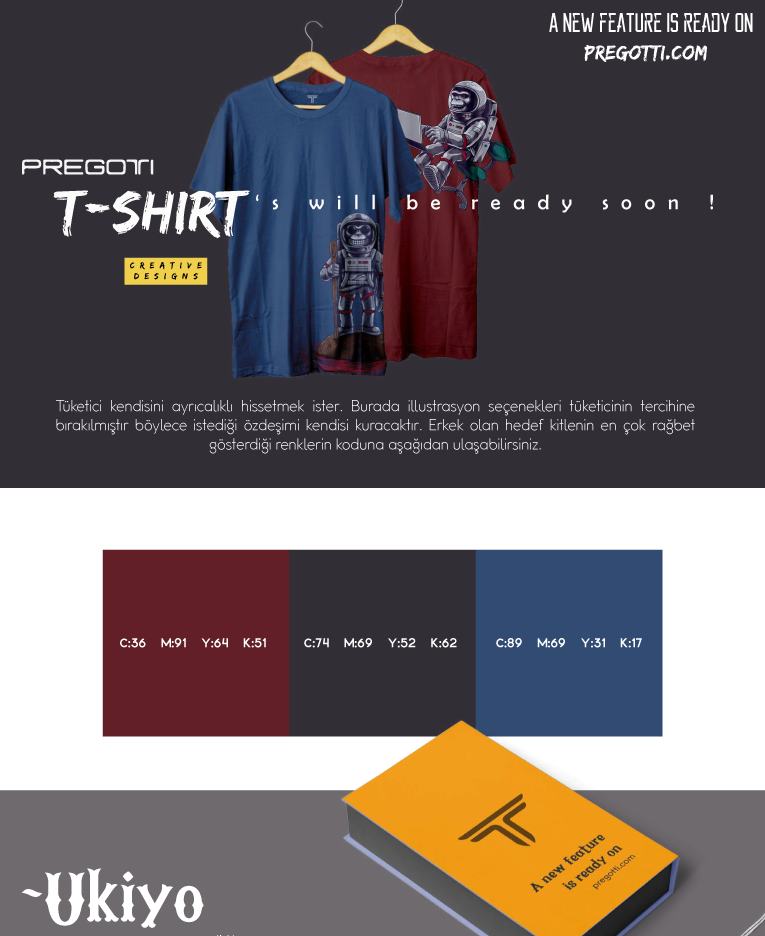 A NEW FEATURE IS READY ON
PREGOTTI.COM
PREGOTTI
T-SHIRT 's will be ready soon !
CREATIVE
DESIGNS
Tüketici kendisini ayrıcalıklı hissetmek ister. Burada illustrasyon seçenekleri tüketicinin tercihine
bırakılmıştır böylece istediği özdeşimi kendisi kuracaktır. Erkek olan hedef kitlenin en çok rağbet
gösterdiği renklerin koduna aşağıdan ulaşabilirsiniz.
C:36 M:91 Y:64 K:51
C:74 M:69 Y:52 K:62
C:89 M:69 Y:31 K:17
A new feature
is ready on
pregotti.com
~Ukiyo